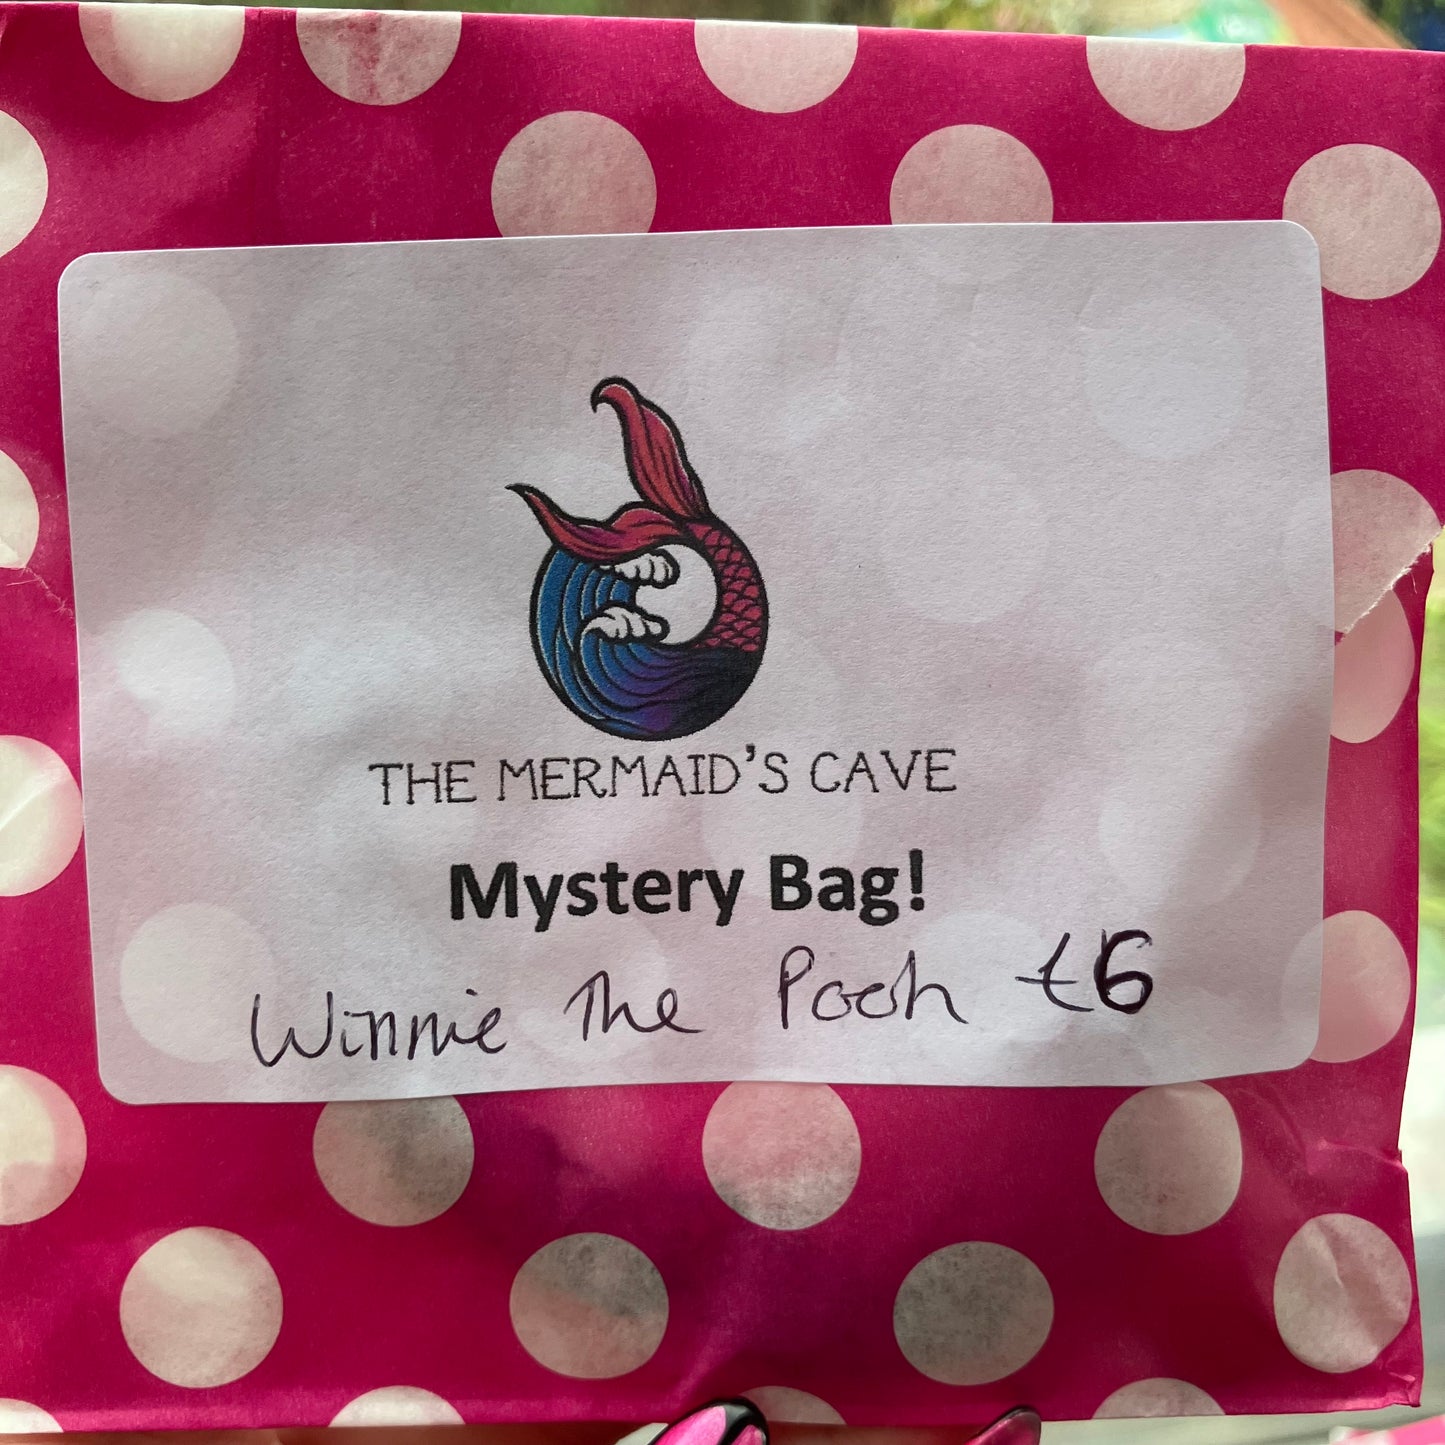 THE MERMAID'S CAVE
Mystery Bag!
Winnie The Pooh £6